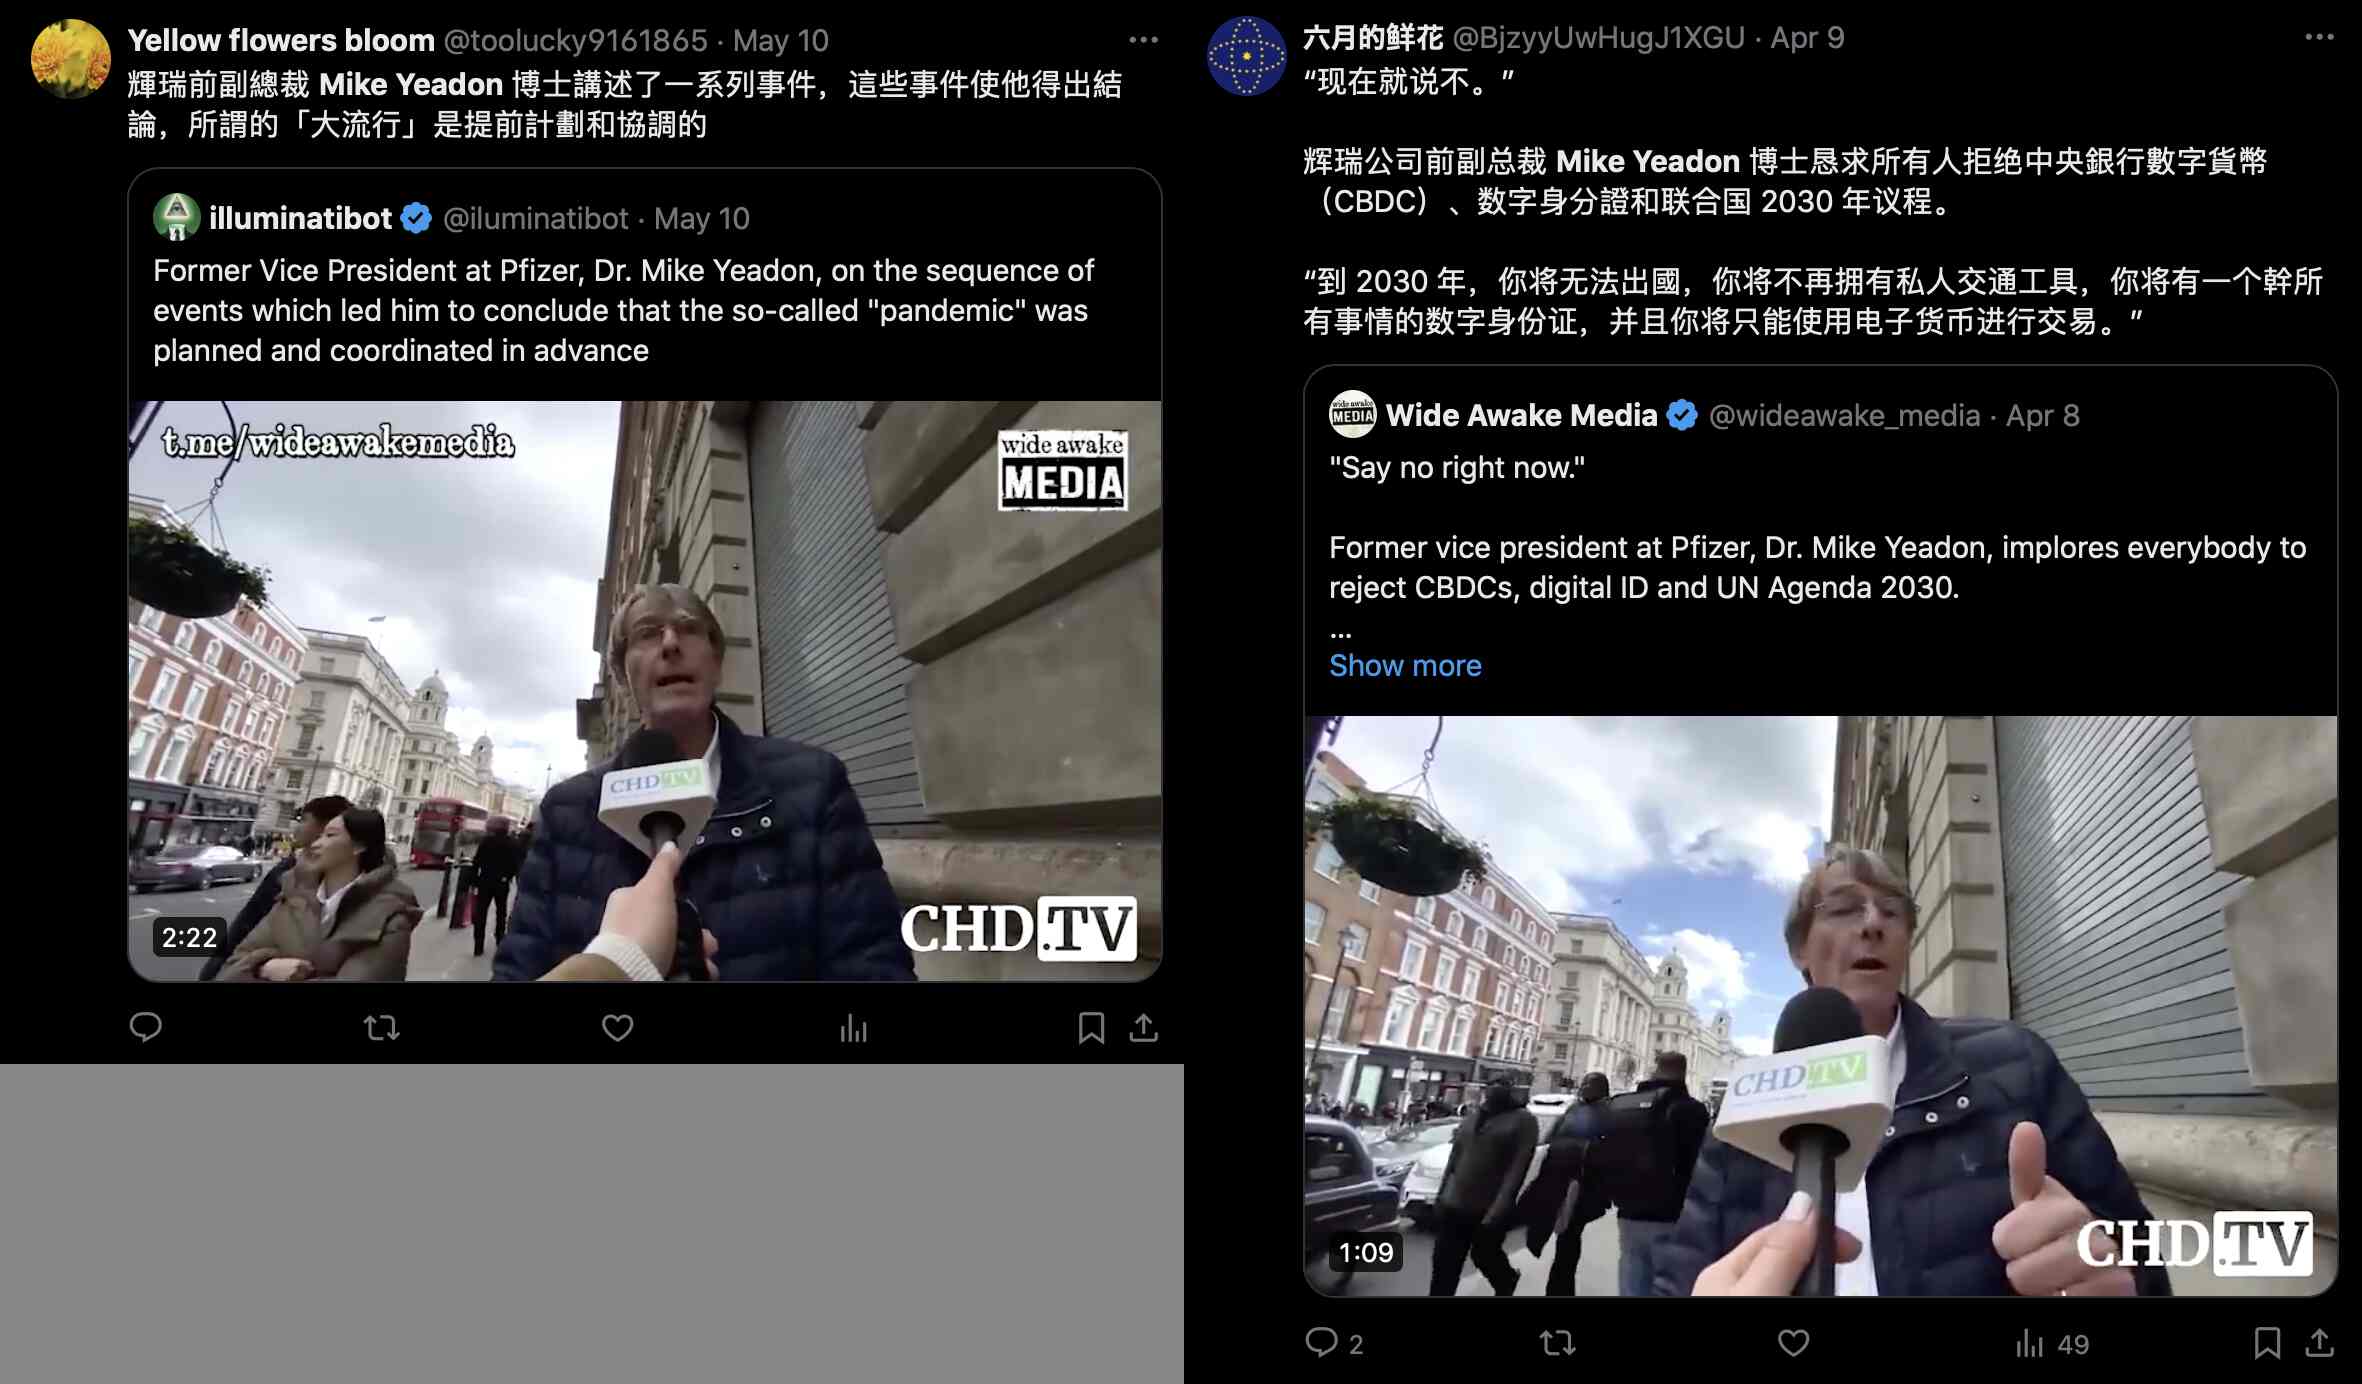 Yellow flowers bloom @toolucky9161865 · May 10
輝瑞前副總裁 Mike Yeadon 博士講述了一系列事件，這些事件使他得出結
論，所謂的「大流行」是提前計劃和協調的
illuminatibot @iluminatibot · May 10
Former Vice President at Pfizer, Dr. Mike Yeadon, on the sequence of
events which led him to conclude that the so-called "pandemic" was
planned and coordinated in advance
t.me/wideawakemedia
wide awake
MEDIA
CHDTV
CHD.TV
2:22
六月的鲜花 @BjzyyUwHugJ1XGU · Apr 9
“现在就说不。”
辉瑞公司前副总裁 Mike Yeadon 博士恳求所有人拒绝中央銀行數字貨幣
（CBDC）、数字身分證和联合国 2030 年议程。
“到 2030 年，你将无法出國，你将不再拥有私人交通工具，你将有一个幹所
有事情的数字身份证，并且你将只能使用电子货币进行交易。”
wide awake
MEDIA
Wide Awake Media @wideawake_media · Apr 8
"Say no right now."
Former vice president at Pfizer, Dr. Mike Yeadon, implores everybody to
reject CBDCs, digital ID and UN Agenda 2030.
...
Show more
CHDTV
CHD.TV
1:09
2
49